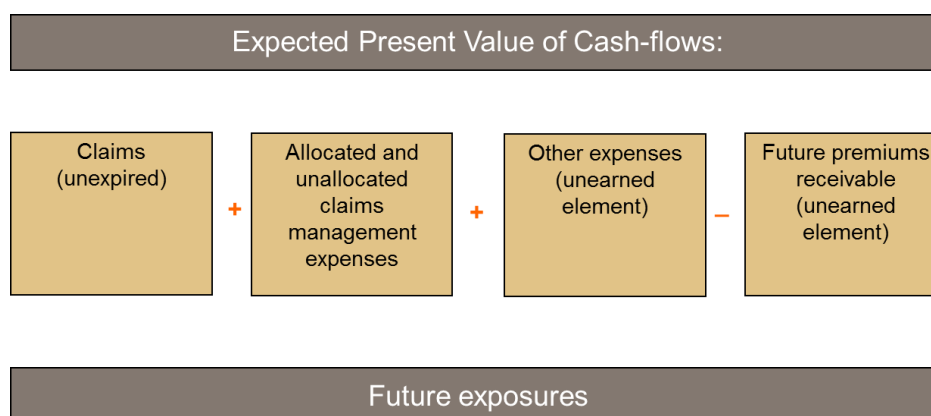 Expected Present Value of Cash-flows:
Claims
(unexpired)
+
Allocated and
unallocated
claims
management
expenses
+
Other expenses
(unearned
element)
–
Future premiums
receivable
(unearned
element)
Future exposures